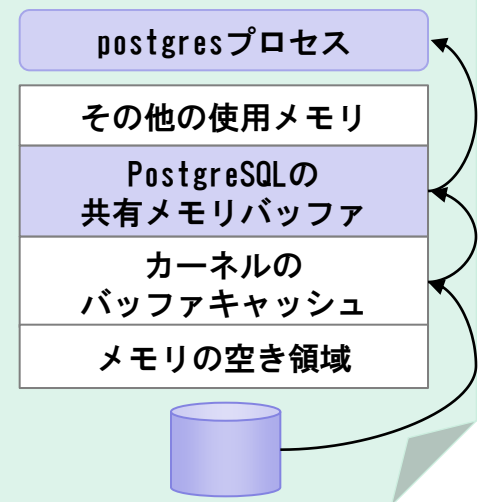 postgresプロセス
その他の使用メモリ
PostgreSQLの
共有メモリバッファ
カーネルの
バッファキャッシュ
メモリの空き領域